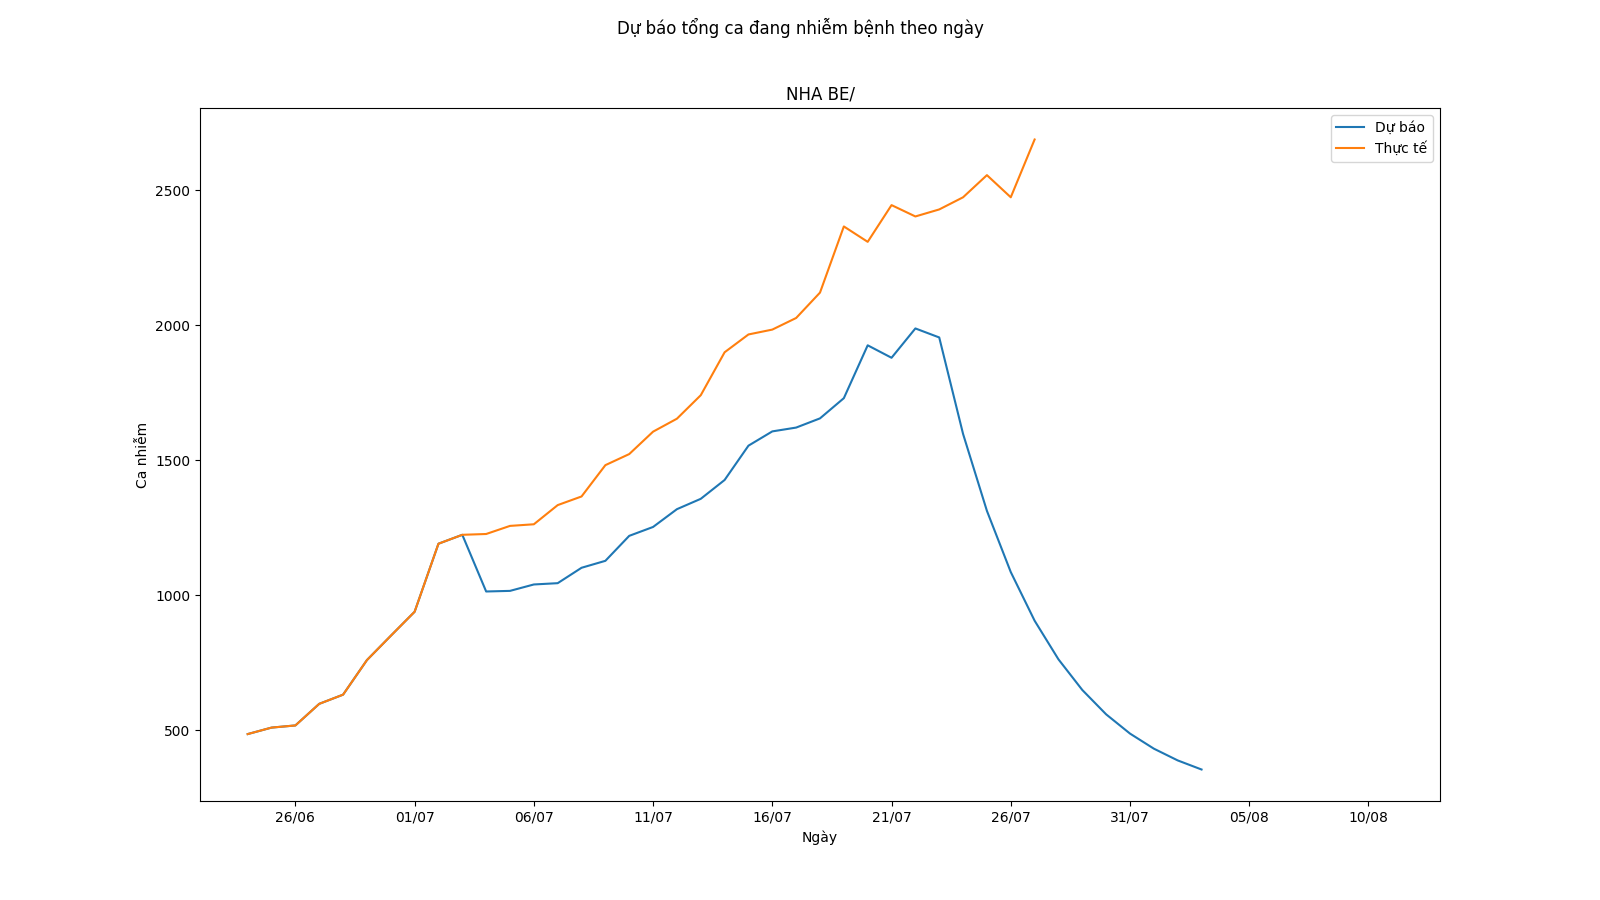 Dự báo tổng ca đang nhiễm bệnh theo ngày
NHA BE/
Dự báo
Thực tế
2500
2000
1500
1000
500
Ca nhiễm
26/06
01/07
06/07
11/07
16/07
21/07
26/07
31/07
05/08
10/08
Ngày